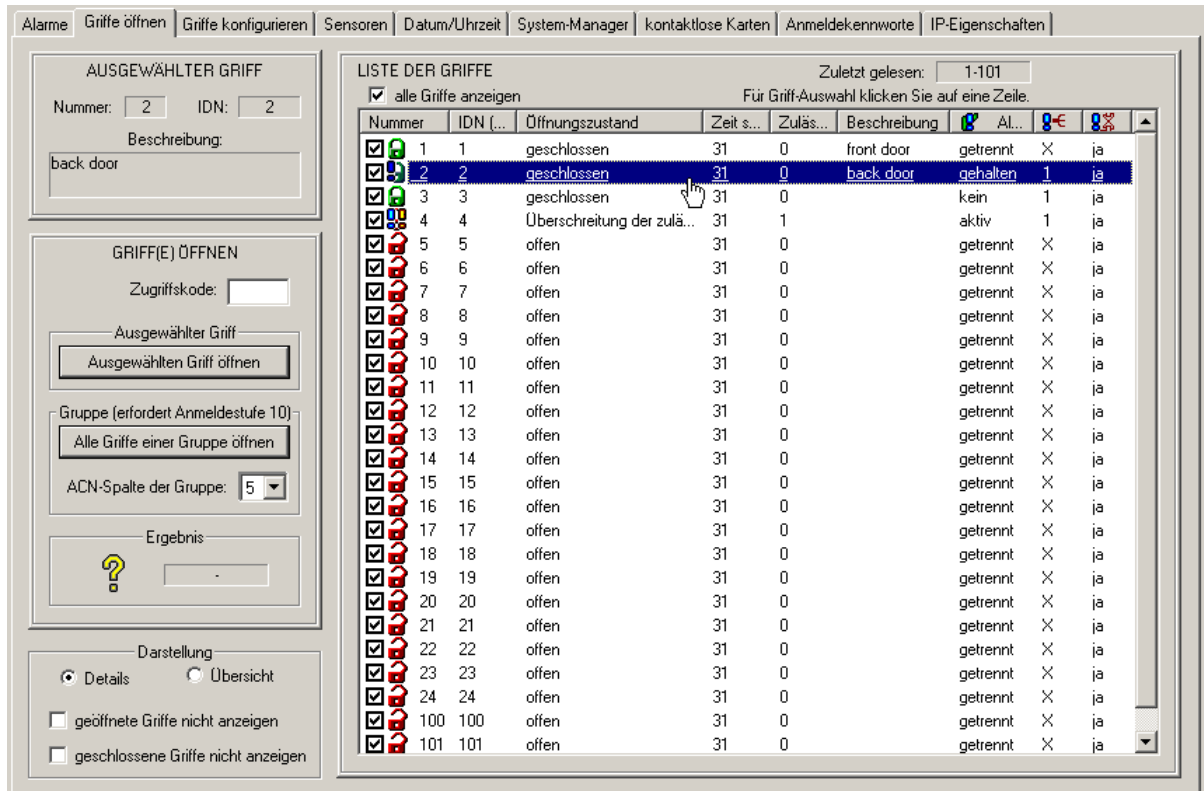 Alarme Griffe öffnen Griffe konfigurieren Sensoren Datum/Uhrzeit System-Manager kontaktlose Karten Anmeldekennworte IP-Eigenschaften
AUSGEWÄHLTER GRIFF
Nummer: 2 IDN: 2
Beschreibung:
back door
GRIFF(E) ÖFFNEN
Zugriffskode:
Ausgewählter Griff
Ausgewählten Griff öffnen
Gruppe (erfordert Anmeldestufe 10)
Alle Griffe einer Gruppe öffnen
ACN-Spalte der Gruppe: 5
Ergebnis
-
Darstellung
Details Übersicht
geöffnete Griffe nicht anzeigen
geschlossene Griffe nicht anzeigen
LISTE DER GRIFFE Zuletzt gelesen: 1-101
alle Griffe anzeigen Für Griff-Auswahl klicken Sie auf eine Zeile.
Nummer IDN (... Öffnungszustand Zeit s... Zuläs... Beschreibung Al...
1 1 geschlossen 31 0 front door getrennt X ja
2 2 geschlossen 31 0 back door gehalten 1 ja
3 3 geschlossen 31 0 kein 1 ja
4 4 Überschreitung der zulä... 31 1 aktiv 1 ja
5 5 offen 31 0 getrennt X ja
6 6 offen 31 0 getrennt X ja
7 7 offen 31 0 getrennt X ja
8 8 offen 31 0 getrennt X ja
9 9 offen 31 0 getrennt X ja
10 10 offen 31 0 getrennt X ja
11 11 offen 31 0 getrennt X ja
12 12 offen 31 0 getrennt X ja
13 13 offen 31 0 getrennt X ja
14 14 offen 31 0 getrennt X ja
15 15 offen 31 0 getrennt X ja
16 16 offen 31 0 getrennt X ja
17 17 offen 31 0 getrennt X ja
18 18 offen 31 0 getrennt X ja
19 19 offen 31 0 getrennt X ja
20 20 offen 31 0 getrennt X ja
21 21 offen 31 0 getrennt X ja
22 22 offen 31 0 getrennt X ja
23 23 offen 31 0 getrennt X ja
24 24 offen 31 0 getrennt X ja
100 100 offen 31 0 getrennt X ja
101 101 offen 31 0 getrennt X ja